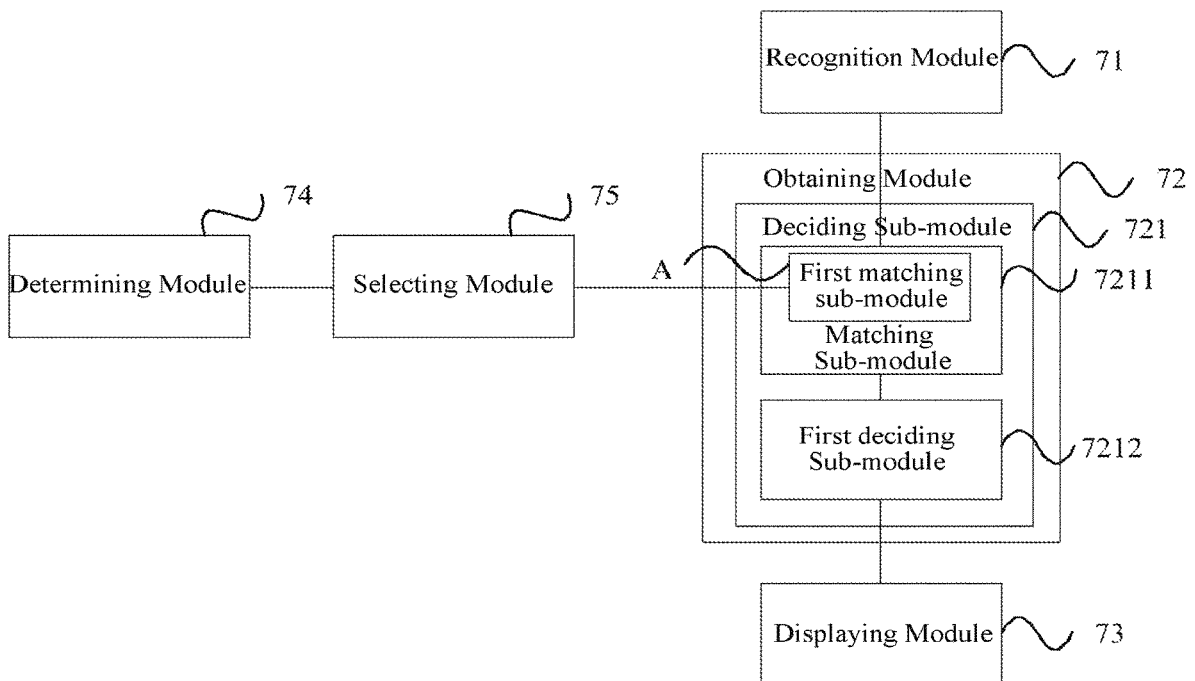 Recognition Module
71
Obtaining Module
72
74
75
Deciding Sub-module
721
Determining Module
Selecting Module
A
First matching
sub-module
7211
Matching
Sub-module
First deciding
Sub-module
7212
Displaying Module
73